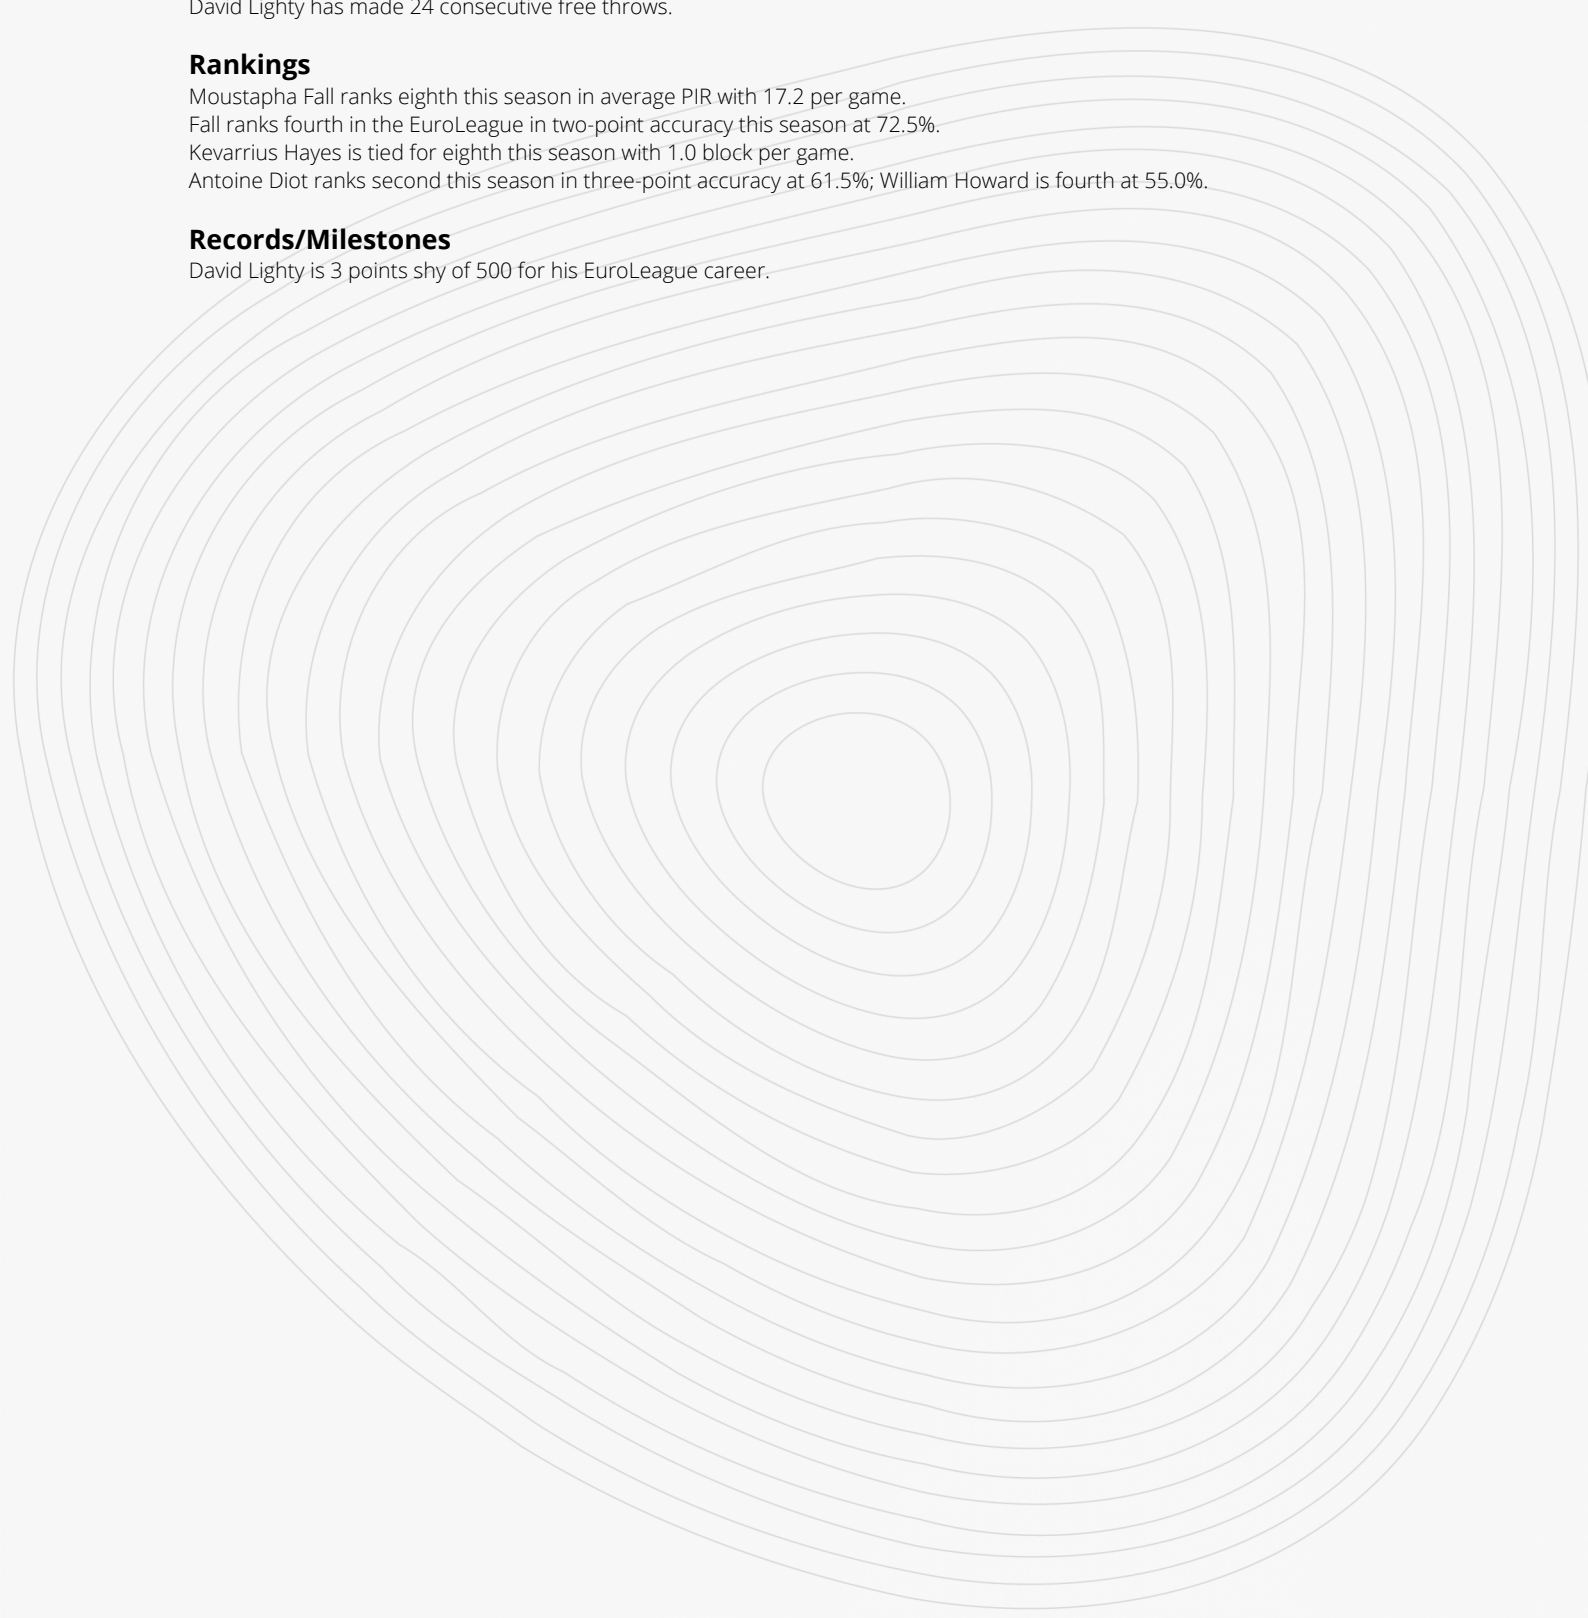 David Lighty has made 24 consecutive free throws.
Rankings
Moustapha Fall ranks eighth this season in average PIR with 17.2 per game.
Fall ranks fourth in the EuroLeague in two-point accuracy this season at 72.5%.
Kevarrius Hayes is tied for eighth this season with 1.0 block per game.
Antoine Diot ranks second this season in three-point accuracy at 61.5%; William Howard is fourth at 55.0%.
Records/Milestones
David Lighty is 3 points shy of 500 for his EuroLeague career.